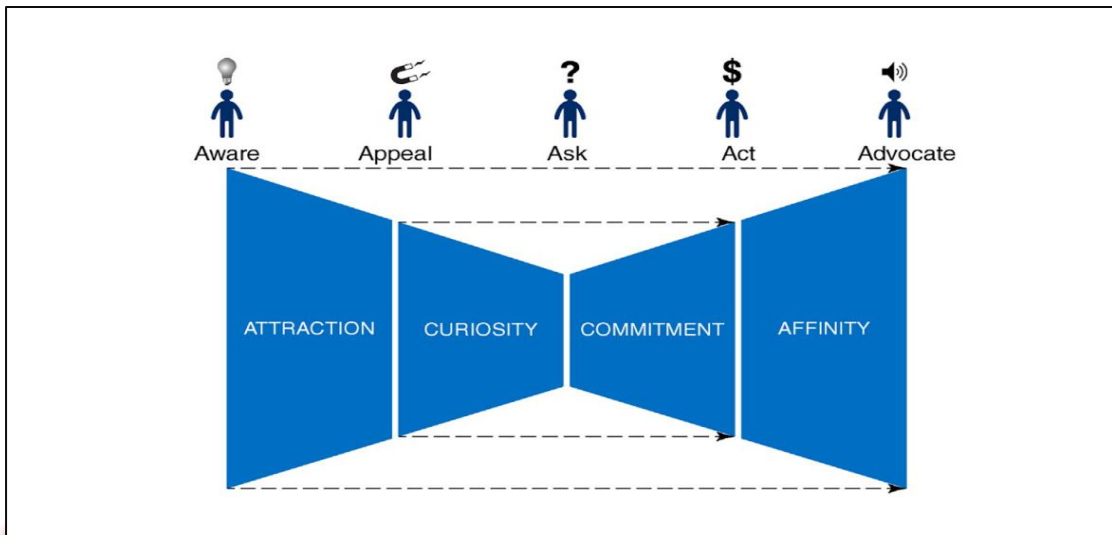 ? $
Aware Appeal Ask Act Advocate
ATTRACTION CURIOSITY COMMITMENT AFFINITY